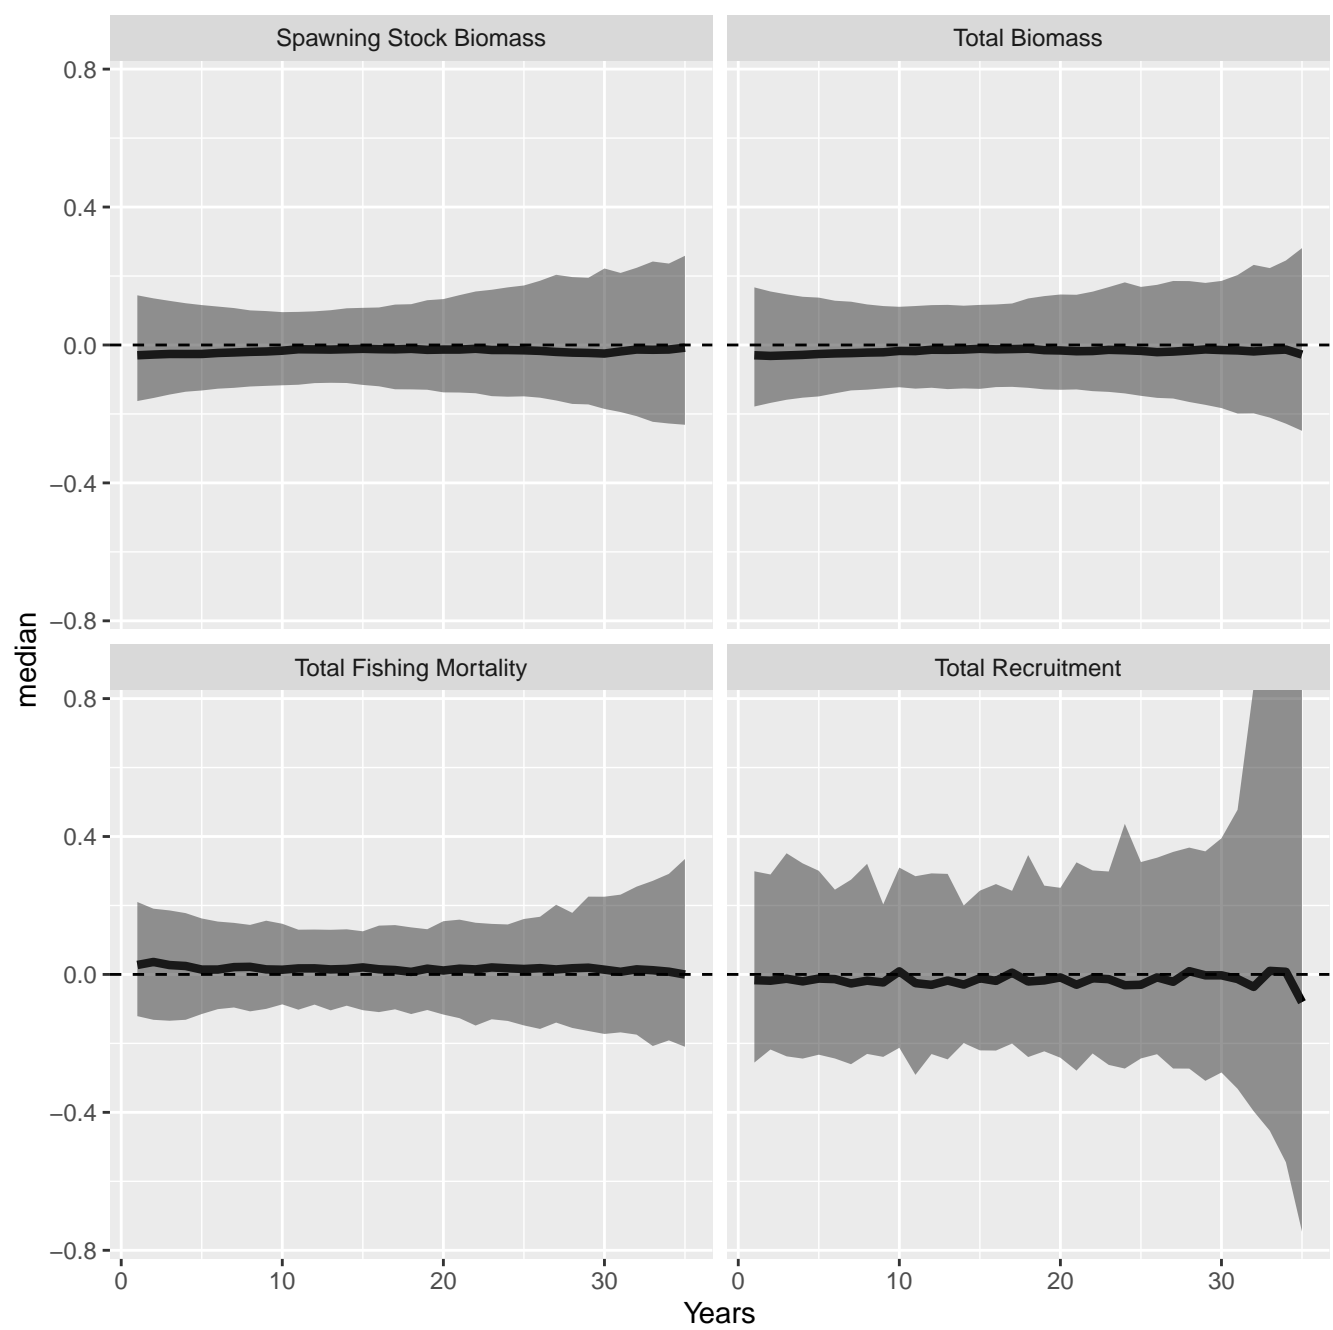 Spawning Stock Biomass
Total Biomass
0.8
0.4
0.0
−0.4
−0.8
median
Total Fishing Mortality
Total Recruitment
0.8
0.4
0.0
−0.4
−0.8
0 10 20 30
0 10 20 30
Years